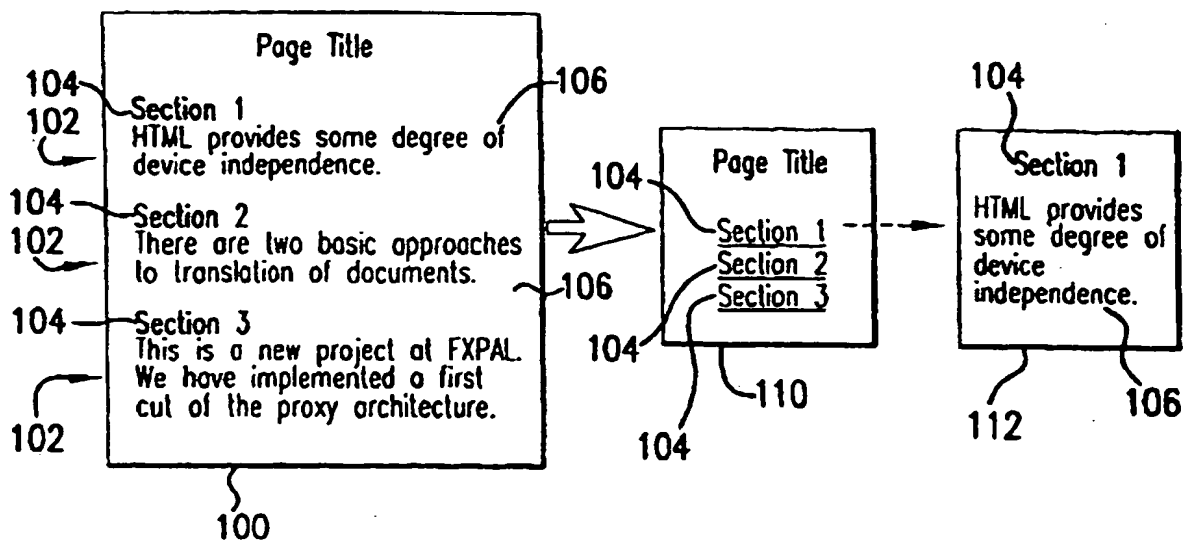 Page Title
104
Section 1
106
102
HTML provides some degree of
device independence.
104
Section 2
102
There are two basic approaches
to translation of documents.
106
104
Section 3
This is a new project at FXPAL.
102
We have implemented a first
cut of the proxy architecture.
100
Page Title
104
Section 1
Section 2
Section 3
104
104
110
104
Section 1
HTML provides
some degree of
device
independence.
106
112